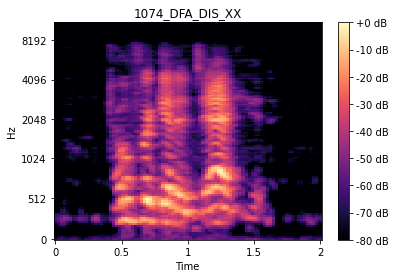 1074_DFA_DIS_XX
8192
4096
2048
1024
512
0
Hz
0
0.5
1
1.5
2
Time
+0 dB
-10 dB
-20 dB
-30 dB
-40 dB
-50 dB
-60 dB
-70 dB
-80 dB